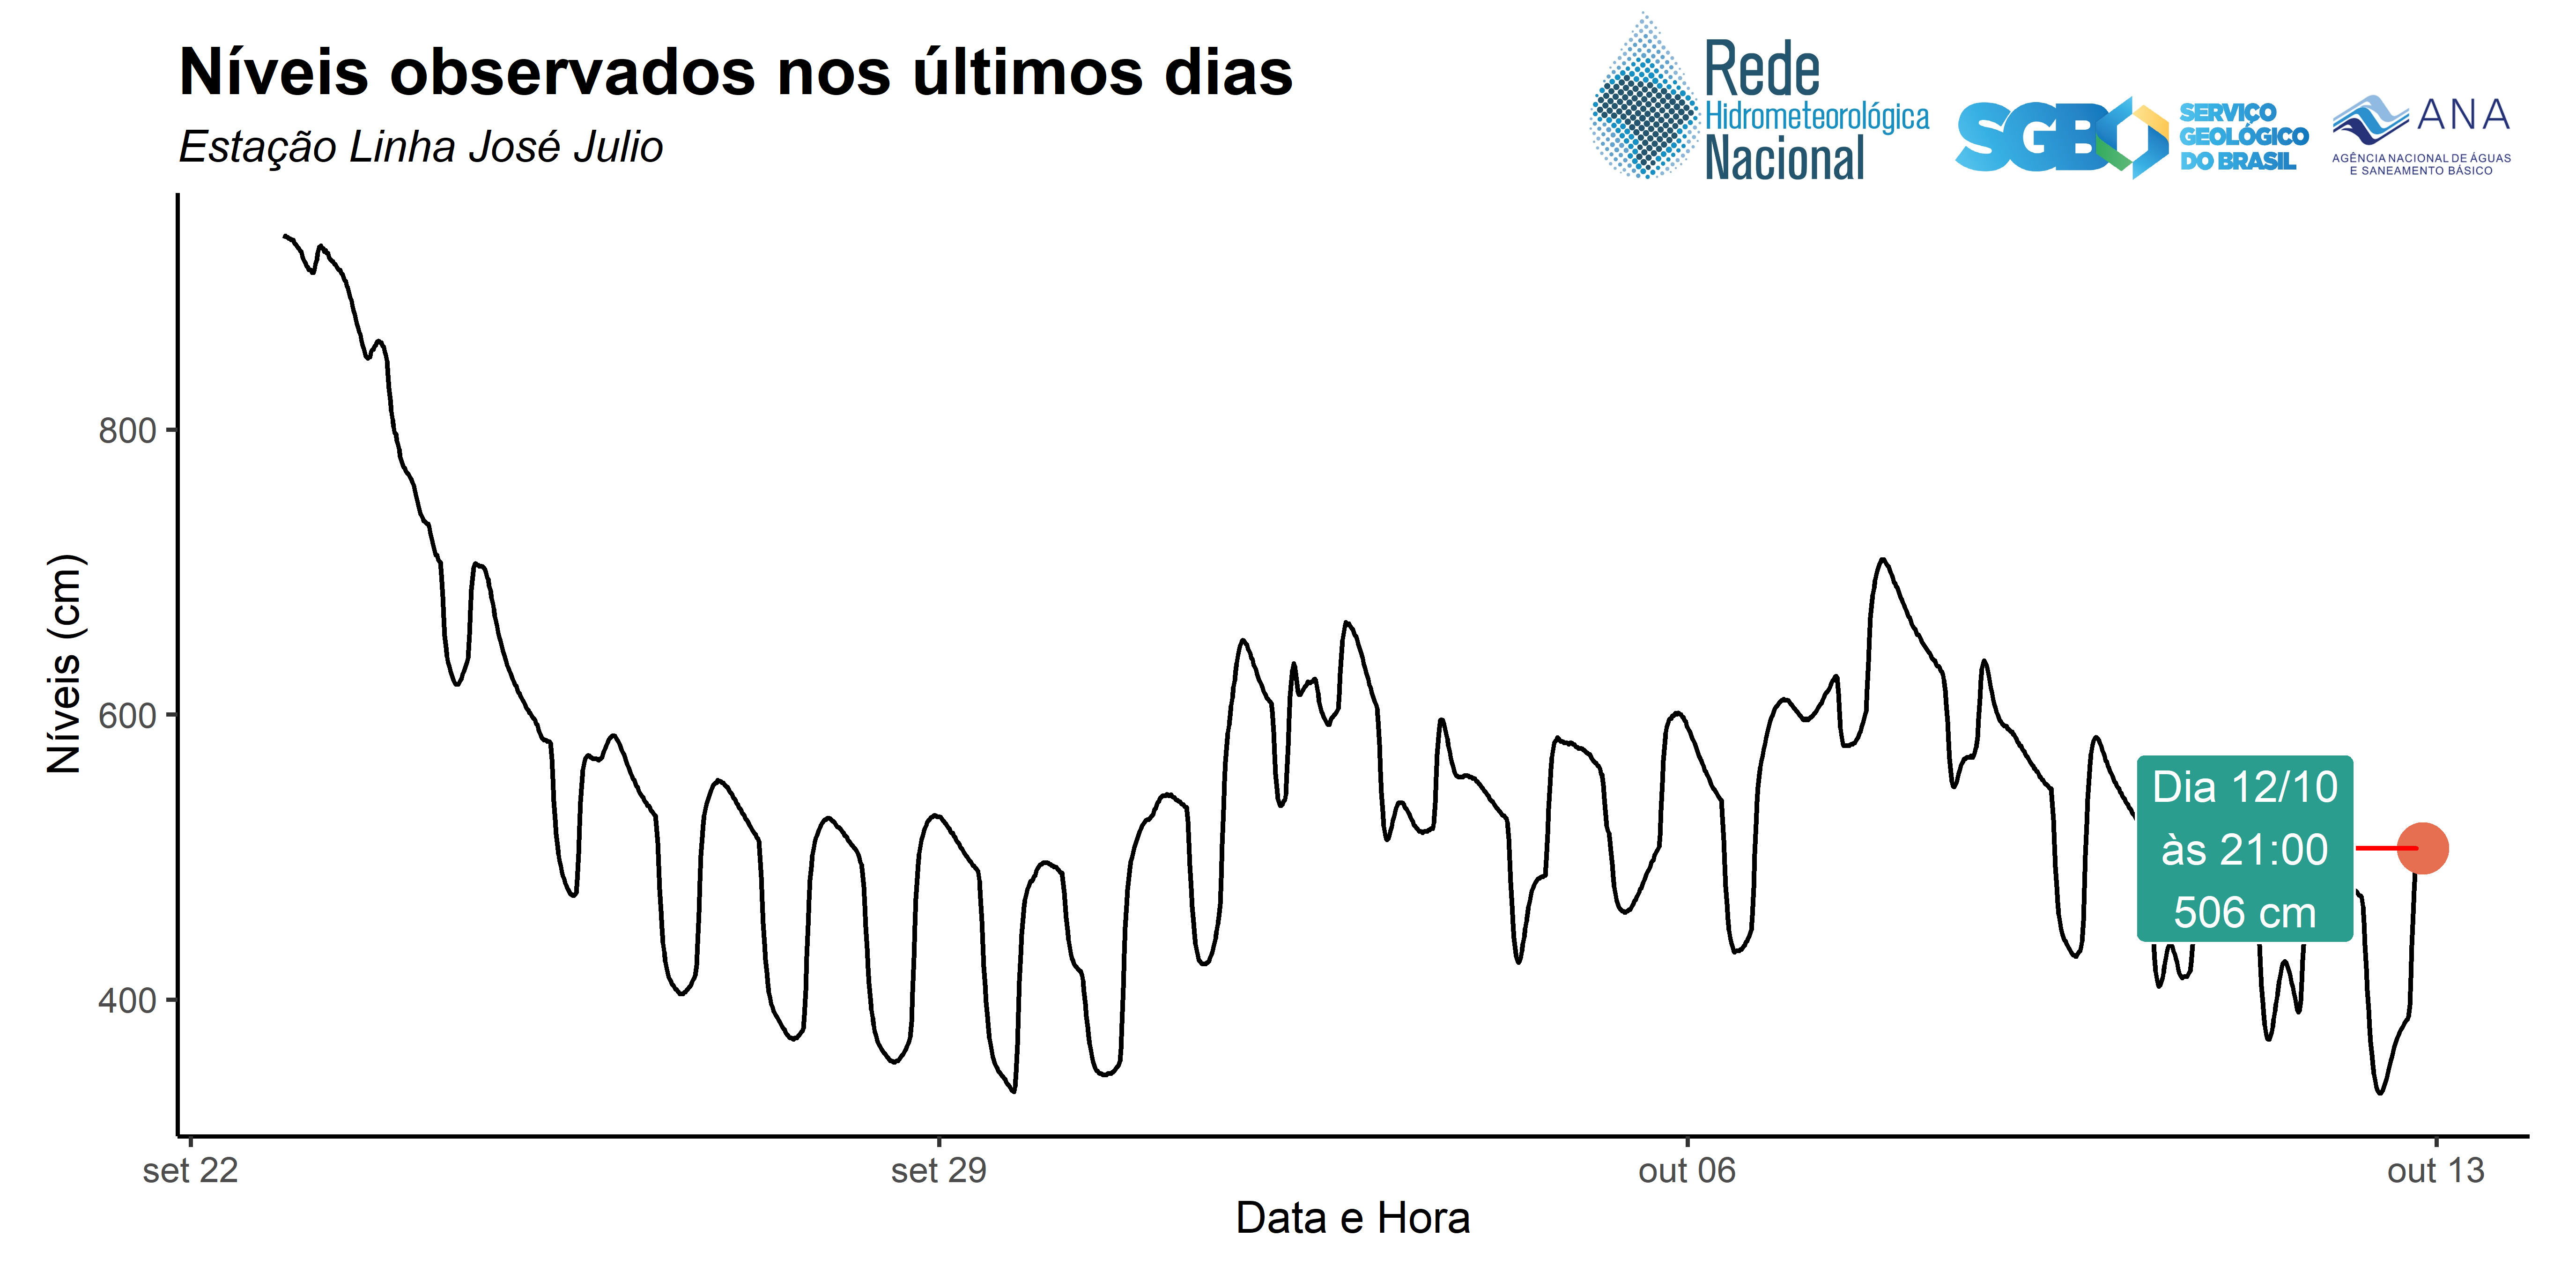 Níveis observados nos últimos dias
Estação Linha José Julio
Rede
Hidrometeorológica
Nacional
SGB
SERVIÇO
GEOLÓGICO
DO BRASIL
ANA
AGÊNCIA NACIONAL DE ÁGUAS
E SANEAMENTO BÁSICO
Níveis (cm)
800
600
400
Dia 12/10
às 21:00
506 cm
set 22
set 29
out 06
out 13
Data e Hora